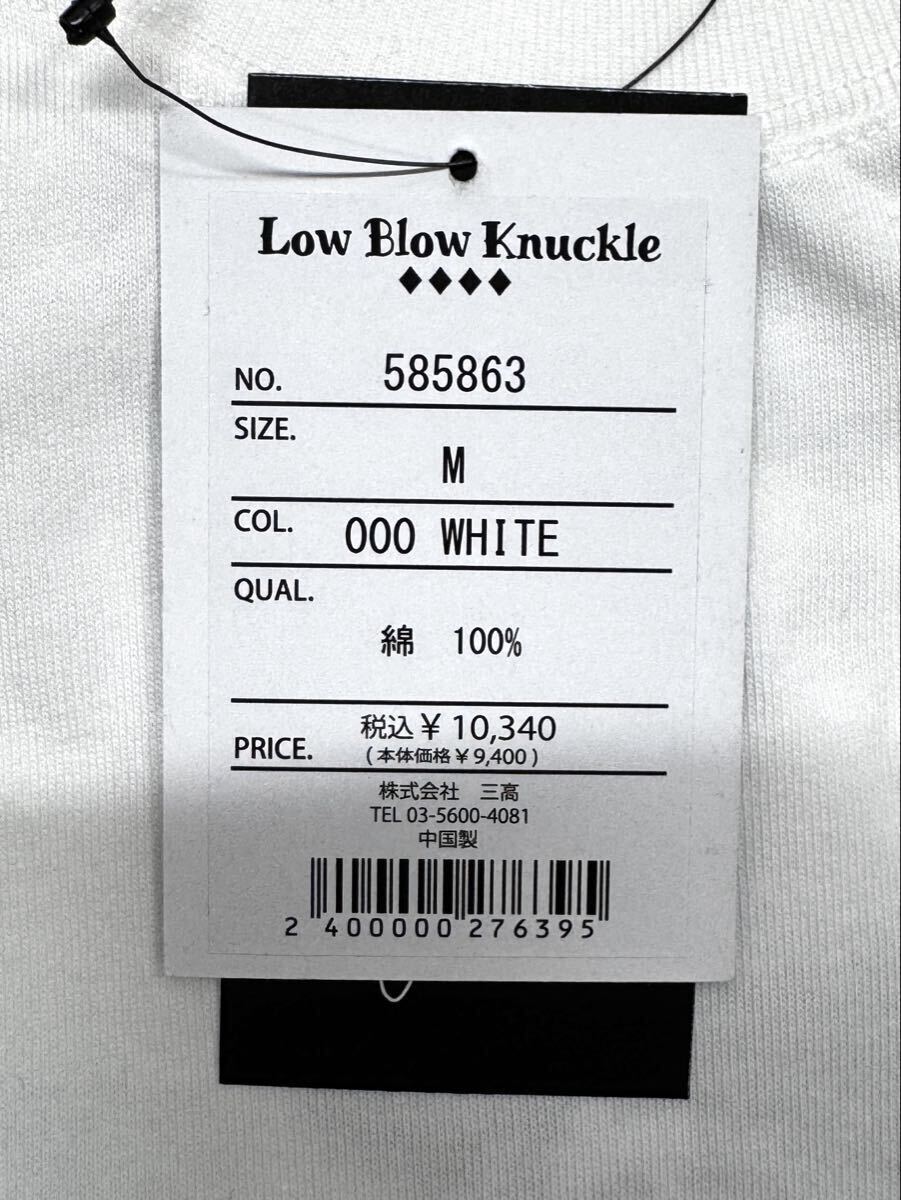 Low Blow Knuckle
NO. 585863
SIZE.
M
COL. 000 WHITE
QUAL.
綿 100%
PRICE. 税込¥10,340
(本体価格¥9,400)
株式会社 三高
TEL 03-5600-4081
中国製
2 400000 276395